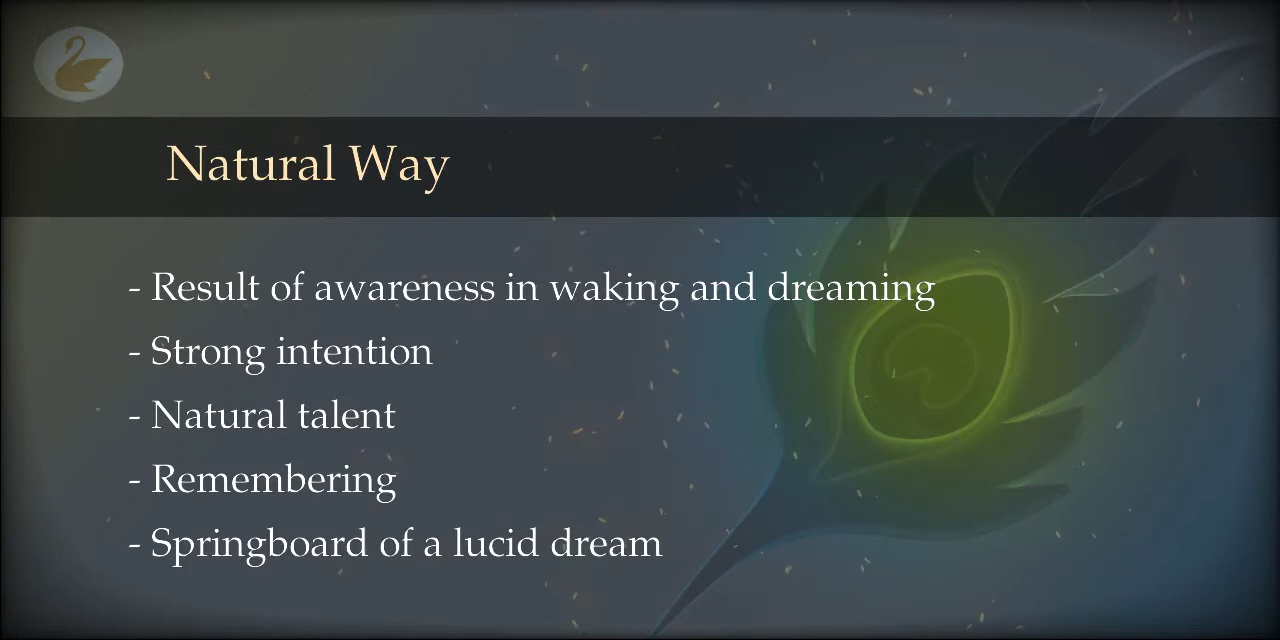 Natural Way
- Result of awareness in waking and dreaming
- Strong intention
- Natural talent
- Remembering
- Springboard of a lucid dream